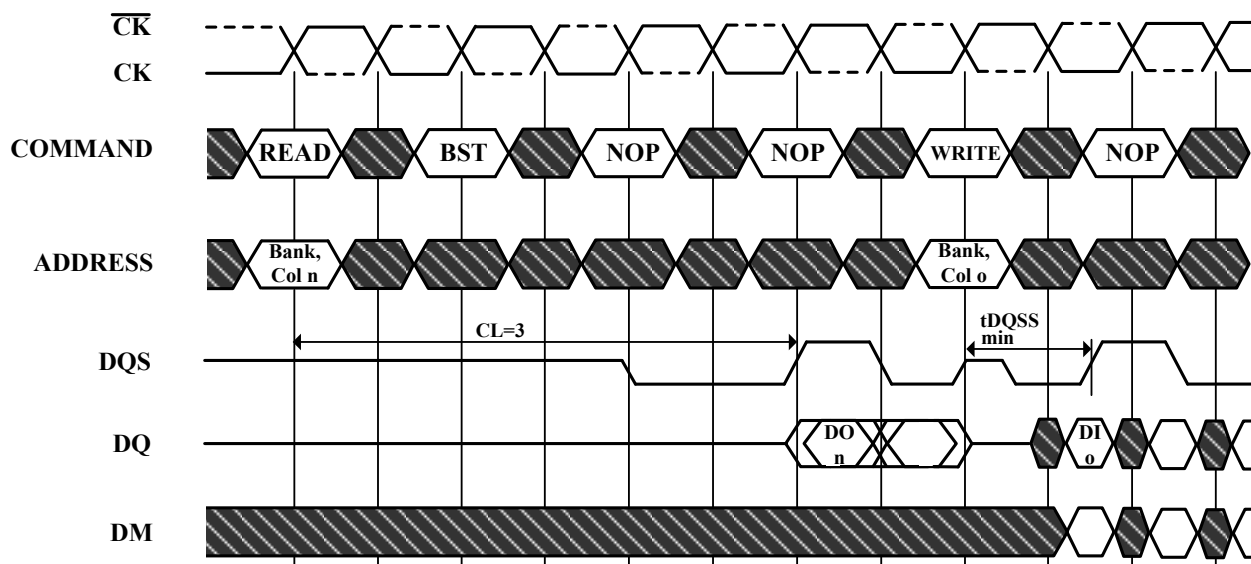 CK
CK
COMMAND
READ
BST
NOP
NOP
WRITE
NOP
ADDRESS
Bank,
Col n
Bank,
Col o
CL=3
tDQSS
min
DQS
DQ
DO
n
DI
o
DM